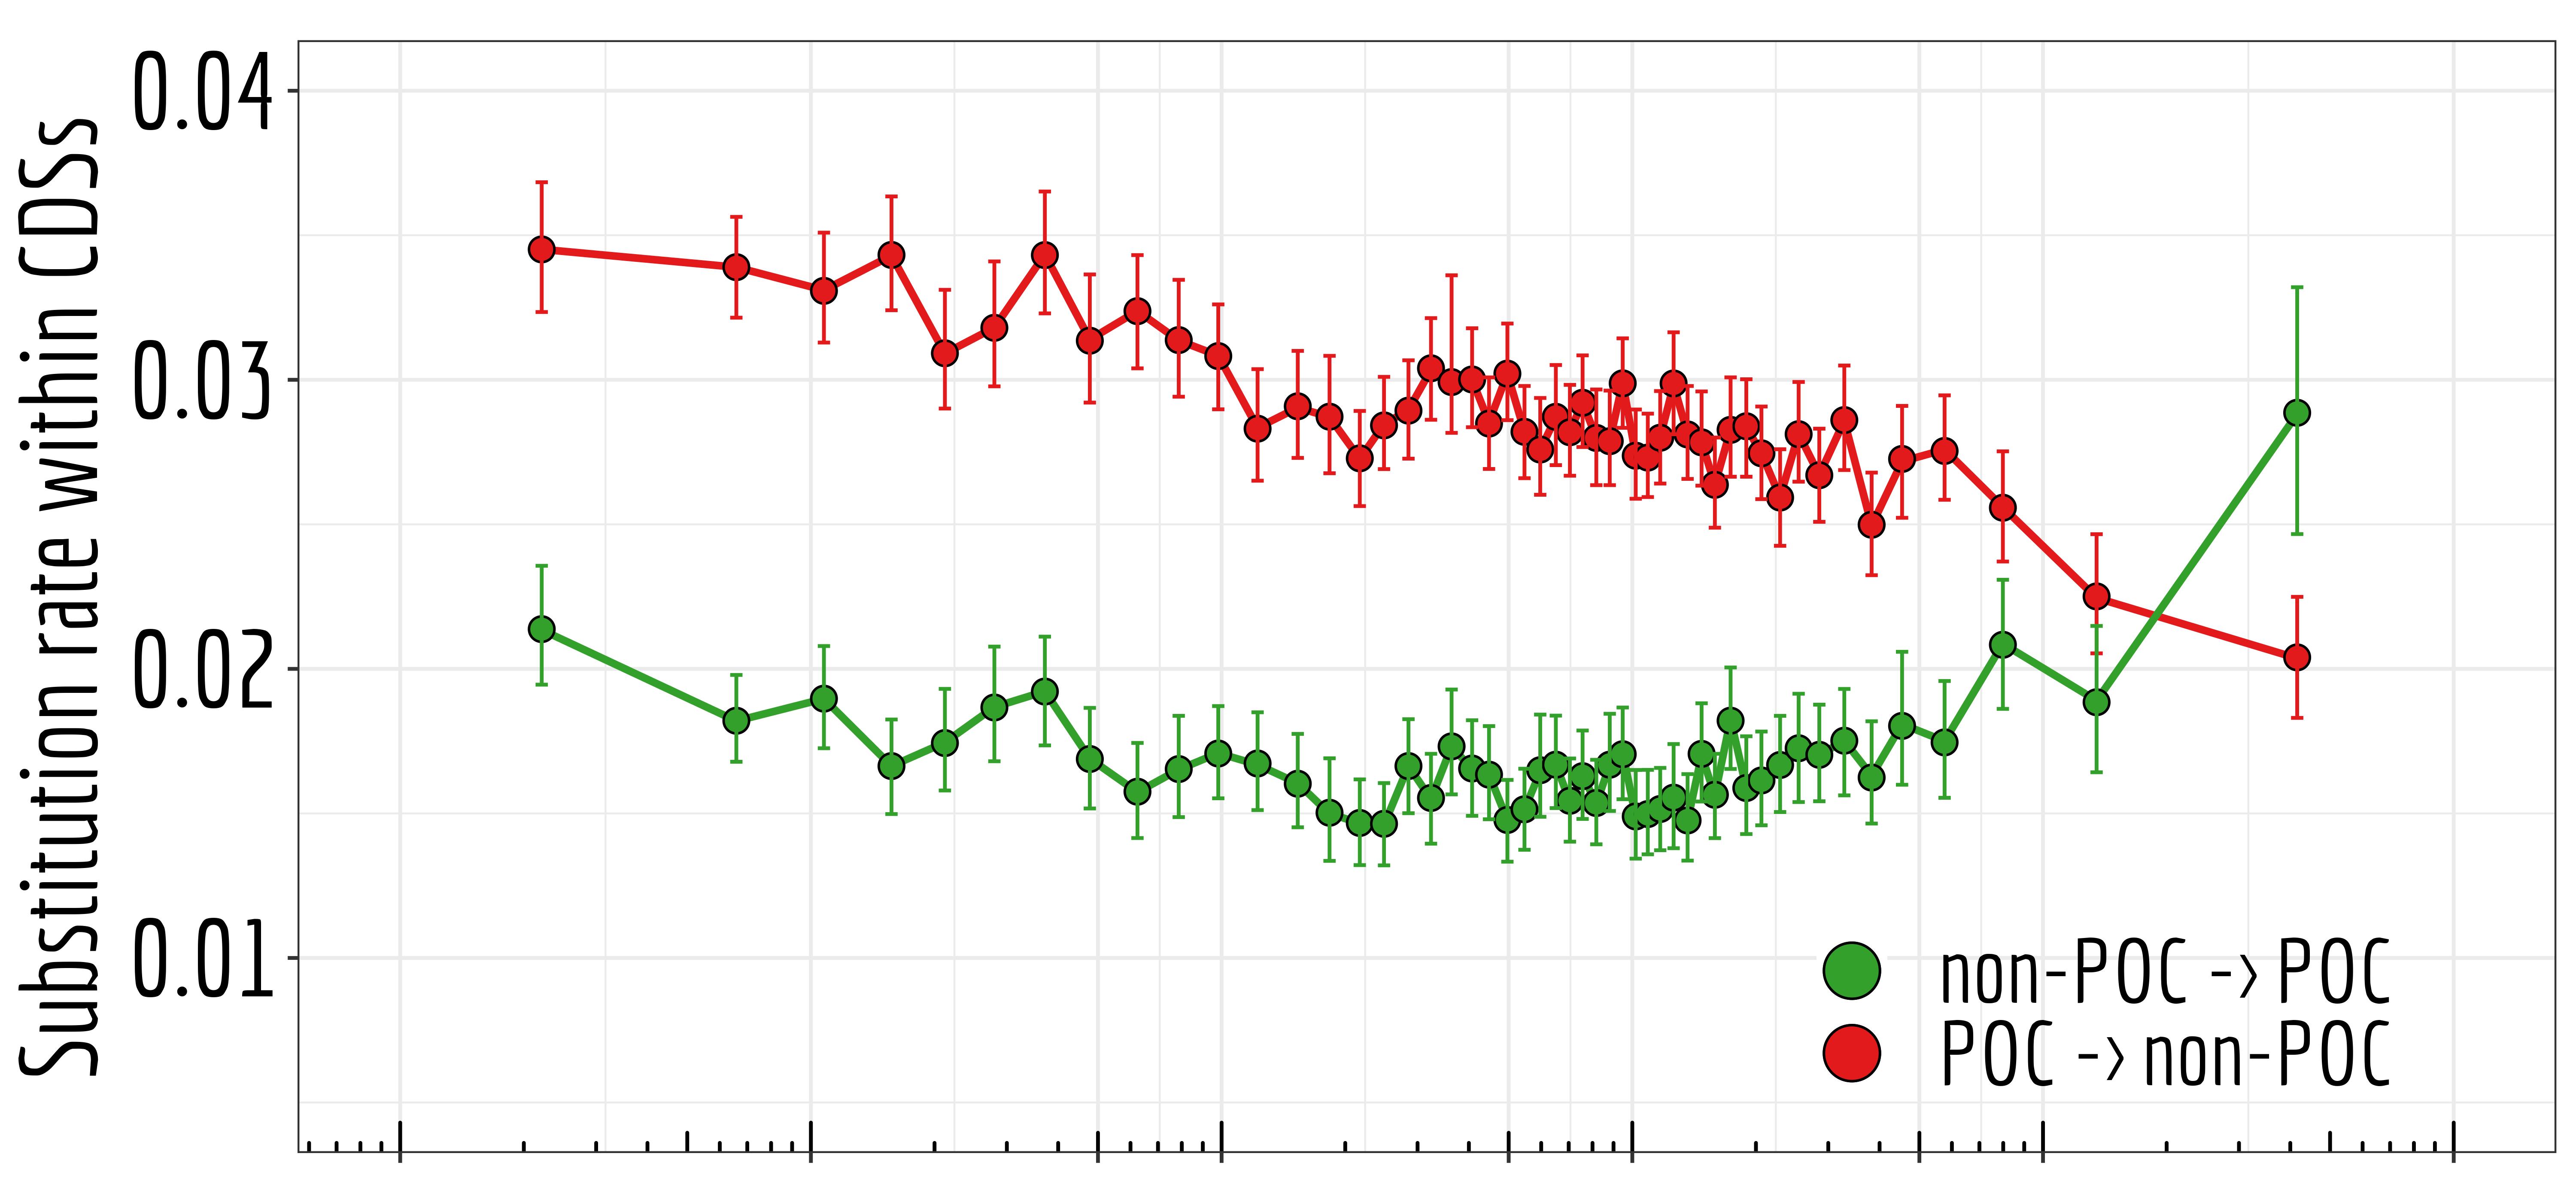 Substitution rate within CDSs
0.04
0.03
0.02
0.01
non-POC -> POC
POC -> non-POC